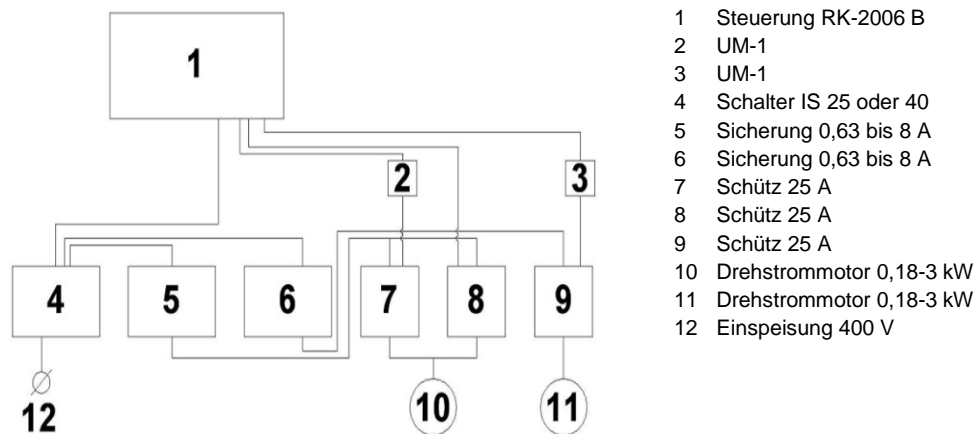 1
2
3
4
5
6
7
8
9
10
11
12
1 Steuerung RK-2006 B
2 UM-1
3 UM-1
4 Schalter IS 25 oder 40
5 Sicherung 0,63 bis 8 A
6 Sicherung 0,63 bis 8 A
7 Schütz 25 A
8 Schütz 25 A
9 Schütz 25 A
10 Drehstrommotor 0,18-3 kW
11 Drehstrommotor 0,18-3 kW
12 Einspeisung 400 V